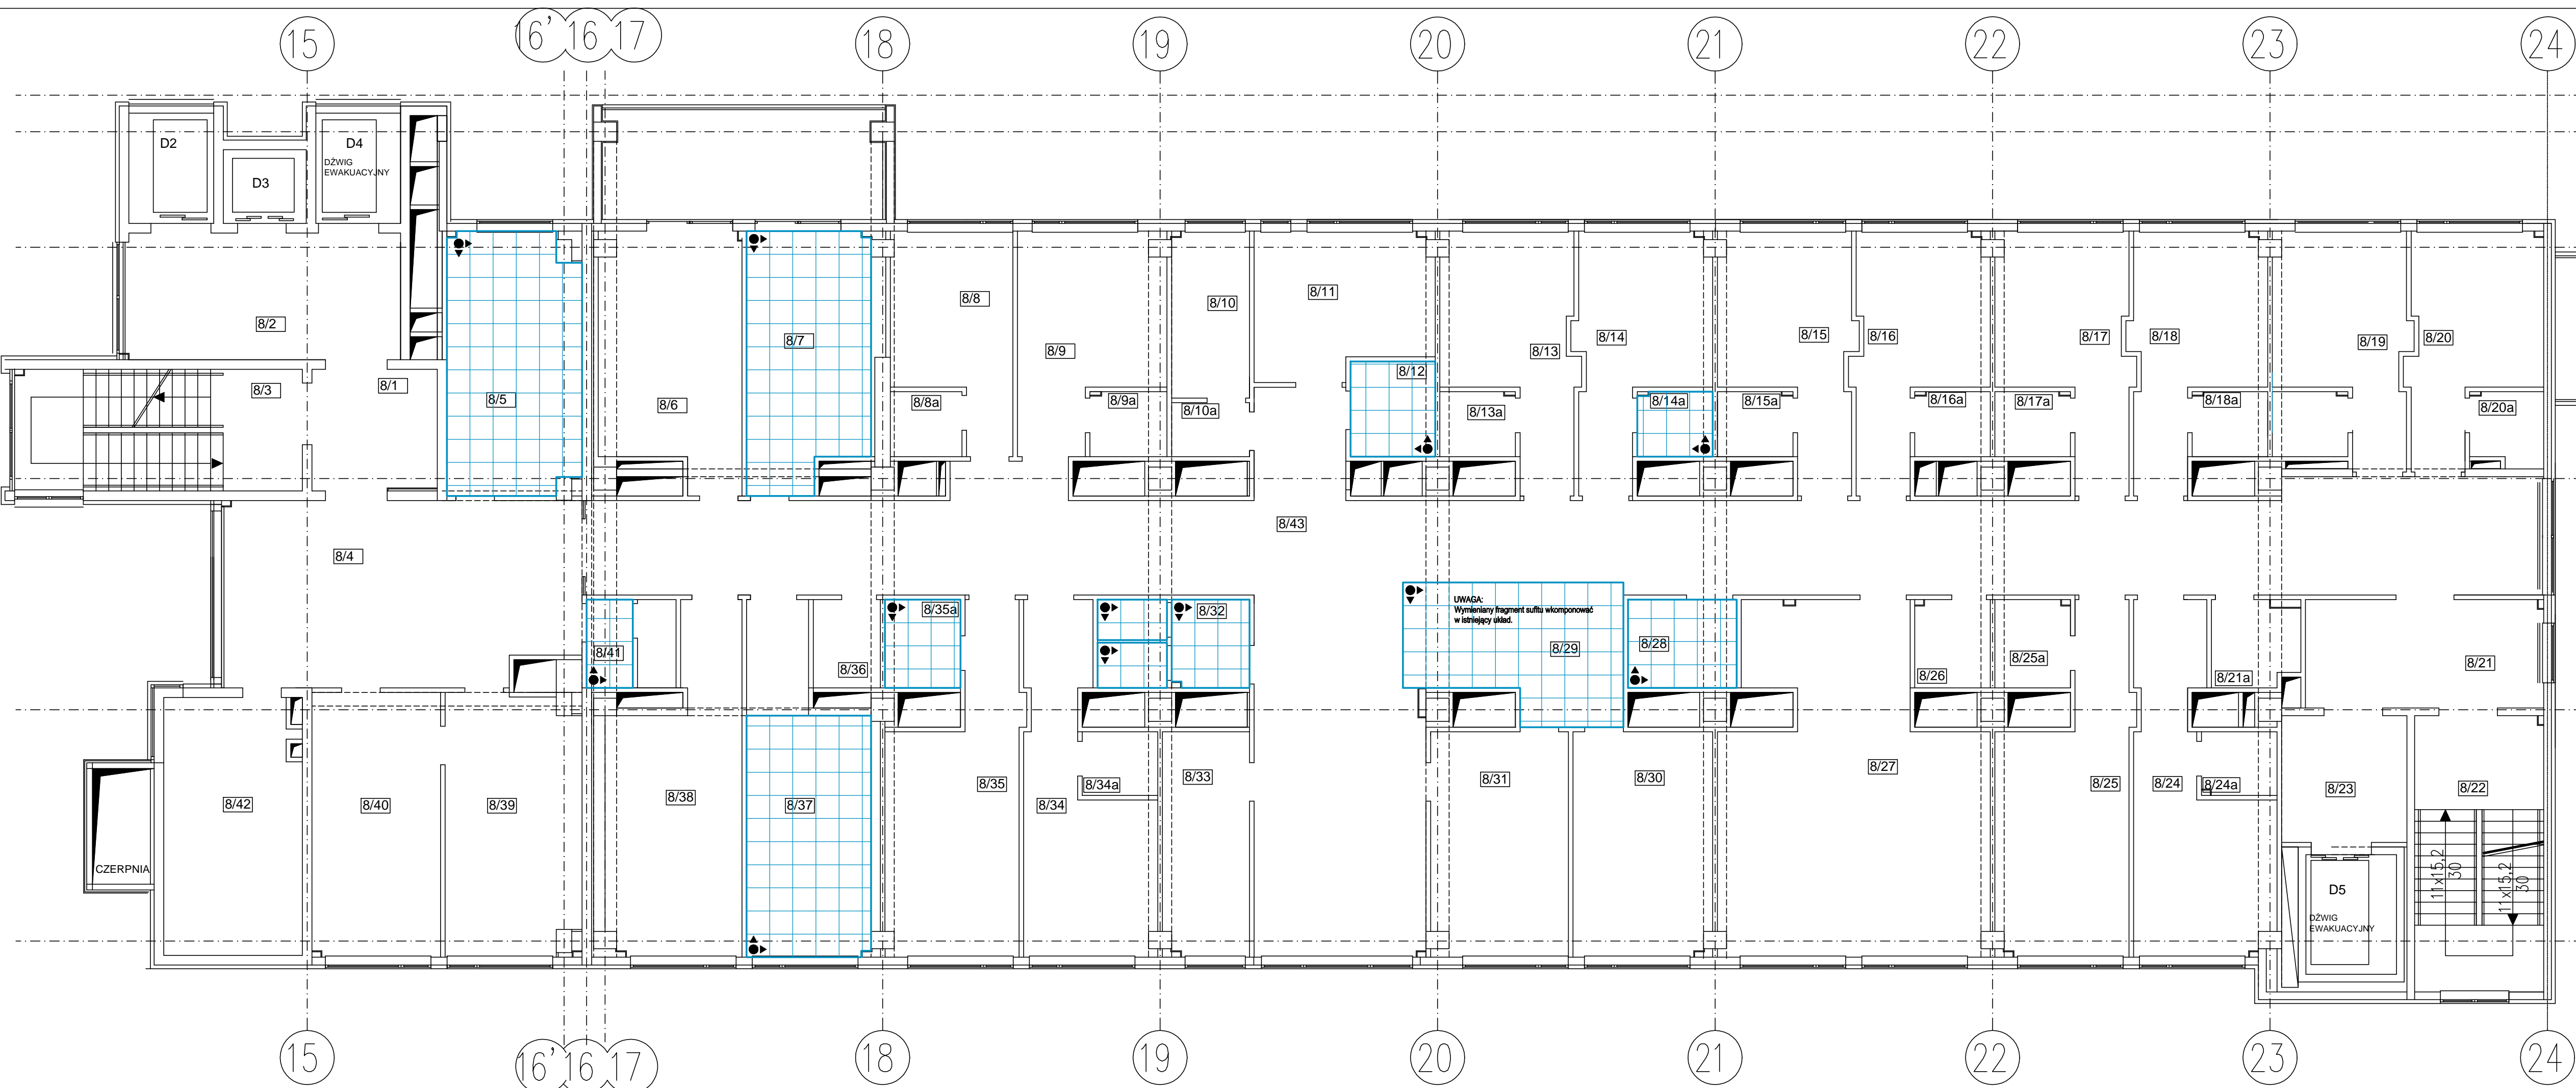 15 16' 16 17 18 19 20 21 22 23 24
D2
D3
D4
DŹWIG
EWAKUACYJNY
8/2
8/3
8/1
8/5
8/6
8/7
8/8
8/8a
8/9
8/9a
8/10
8/10a
8/11
8/12
8/13
8/13a
8/14
8/14a
8/15
8/15a
8/16
8/16a
8/17
8/17a
8/18
8/18a
8/19
8/20
8/20a
8/4
8/43
8/41
8/36
8/35a
8/32
UWAGA:
Wymieniany fragment sufitu wkomponować
w istniejący układ.
8/29
8/28
8/26
8/25a
8/21a
8/21
8/42
8/40
8/39
8/38
8/37
8/35
8/34
8/34a
8/33
8/31
8/30
8/27
8/25
8/24
8/24a
8/23
8/22
CZERPNIA
D5
DŹWIG
EWAKUACYJNY
11x15,2
30
11x15,2
30
15 16' 16 17 18 19 20 21 22 23 24